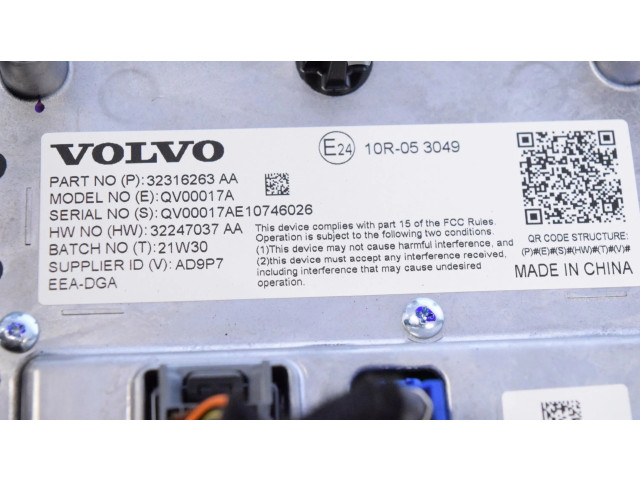 VOLVO
E24 10R-05 3049
PART NO (P):32316263 AA
MODEL NO (E):QV00017A
SERIAL NO (S):QV00017AE10746026
HW NO (HW):32247037 AA
BATCH NO (T):21W30
SUPPLIER ID (V):AD9P7
EEA-DGA
This device complies with part 15 of the FCC Rules.
Operation is subject to the following two conditions:
(1)This device may not cause harmful interference, and
(2)this device must accept any interference received,
including interference that may cause undesired
operation.
QR CODE STRUCTURE:
(P)#(E)#(S)#(HW)#(T)#(V)#
MADE IN CHINA